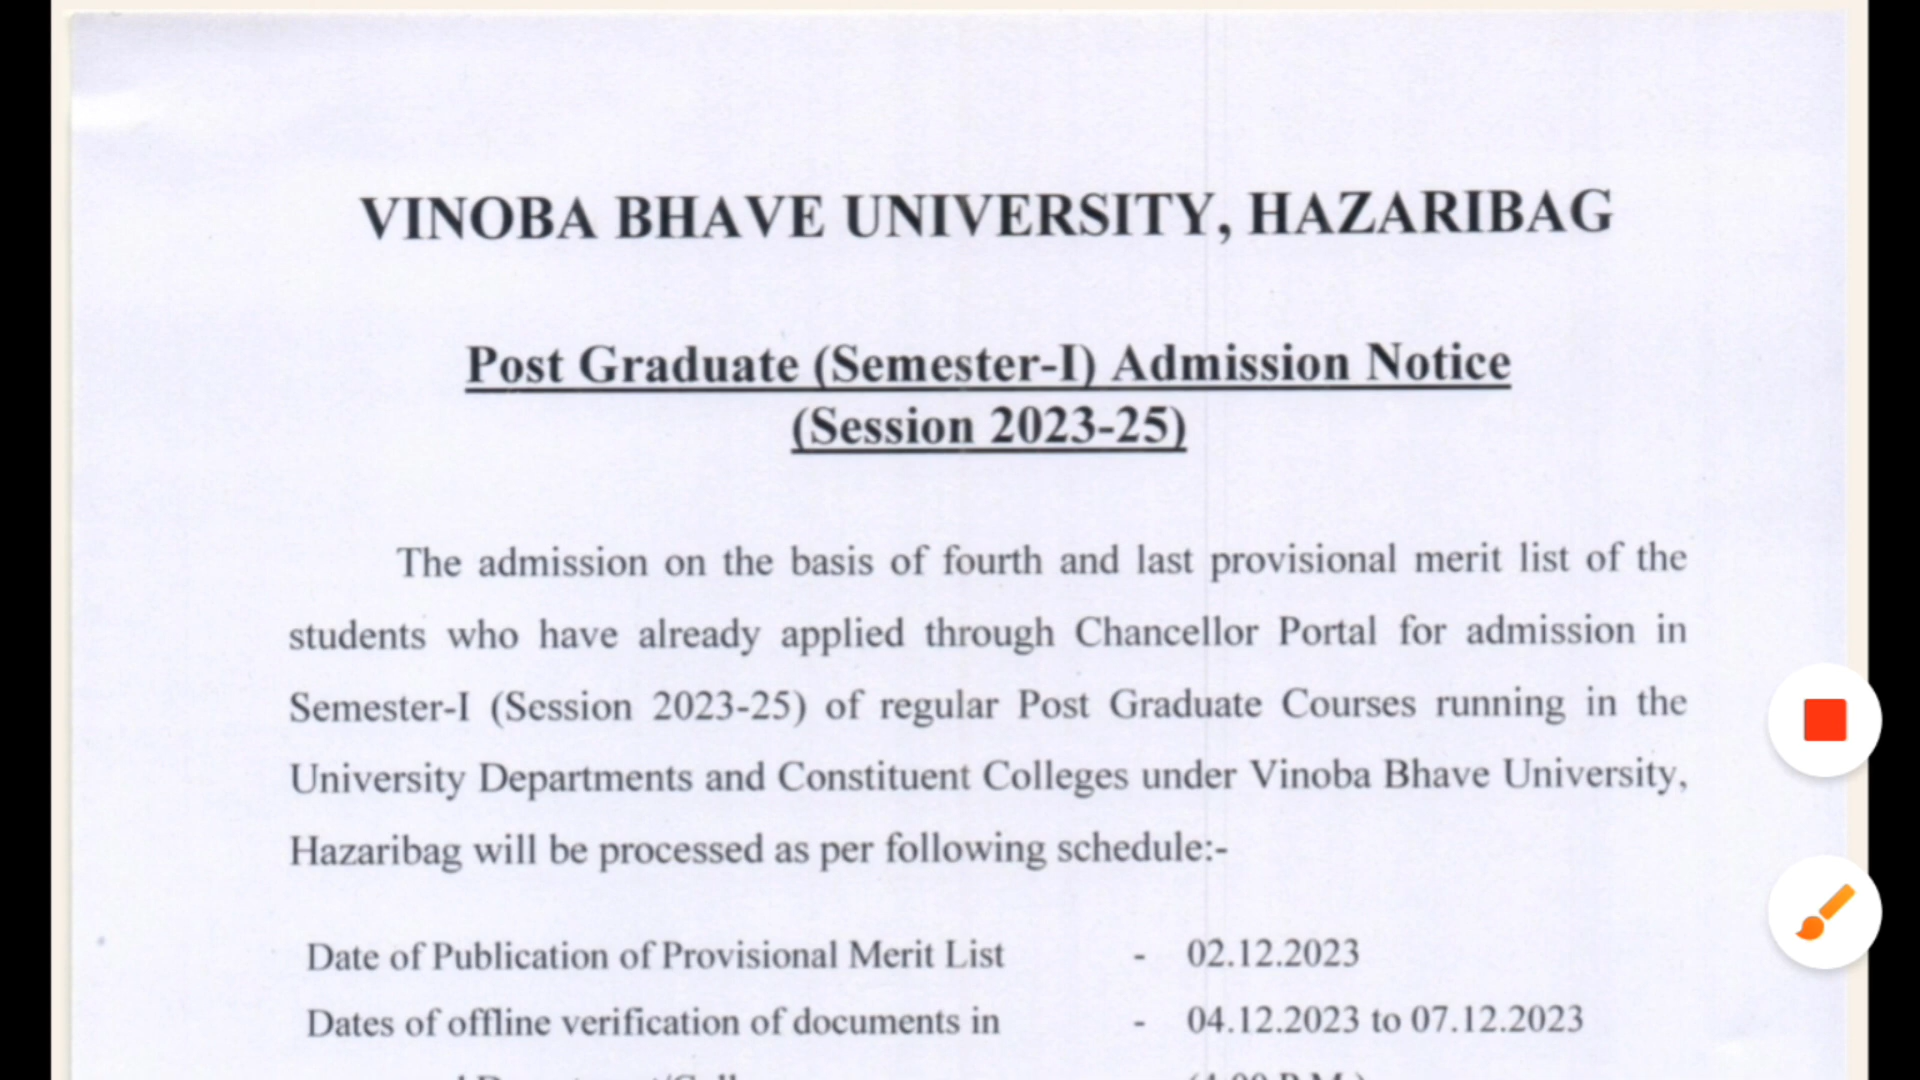 VINOBA BHAVE UNIVERSITY, HAZARIBAG
Post Graduate (Semester-I) Admission Notice
(Session 2023-25)
The admission on the basis of fourth and last provisional merit list of the
students who have already applied through Chancellor Portal for admission in
Semester-I (Session 2023-25) of regular Post Graduate Courses running in the
University Departments and Constituent Colleges under Vinoba Bhave University,
Hazaribag will be processed as per following schedule:-
Date of Publication of Provisional Merit List - 02.12.2023
Dates of offline verification of documents in - 04.12.2023 to 07.12.2023